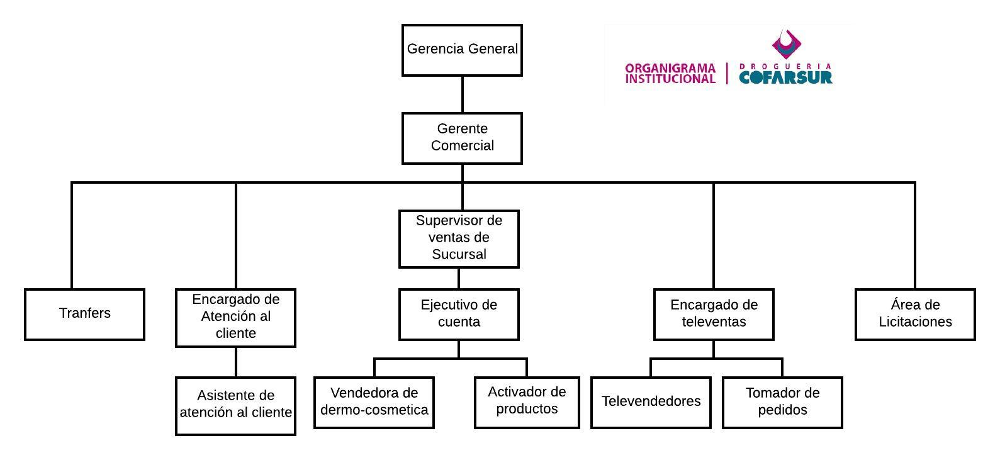 Gerencia General
ORGANIGRAMA
INSTITUCIONAL
DROGUERIA
COFARSUR
Gerente
Comercial
Supervisor de
ventas de
Sucursal
Tranfers
Encargado de
Atención al
cliente
Ejecutivo de
cuenta
Encargado de
televentas
Área de
Licitaciones
Asistente de
atención al cliente
Vendedora de
dermo-cosmetica
Activador de
productos
Televendedores
Tomador de
pedidos